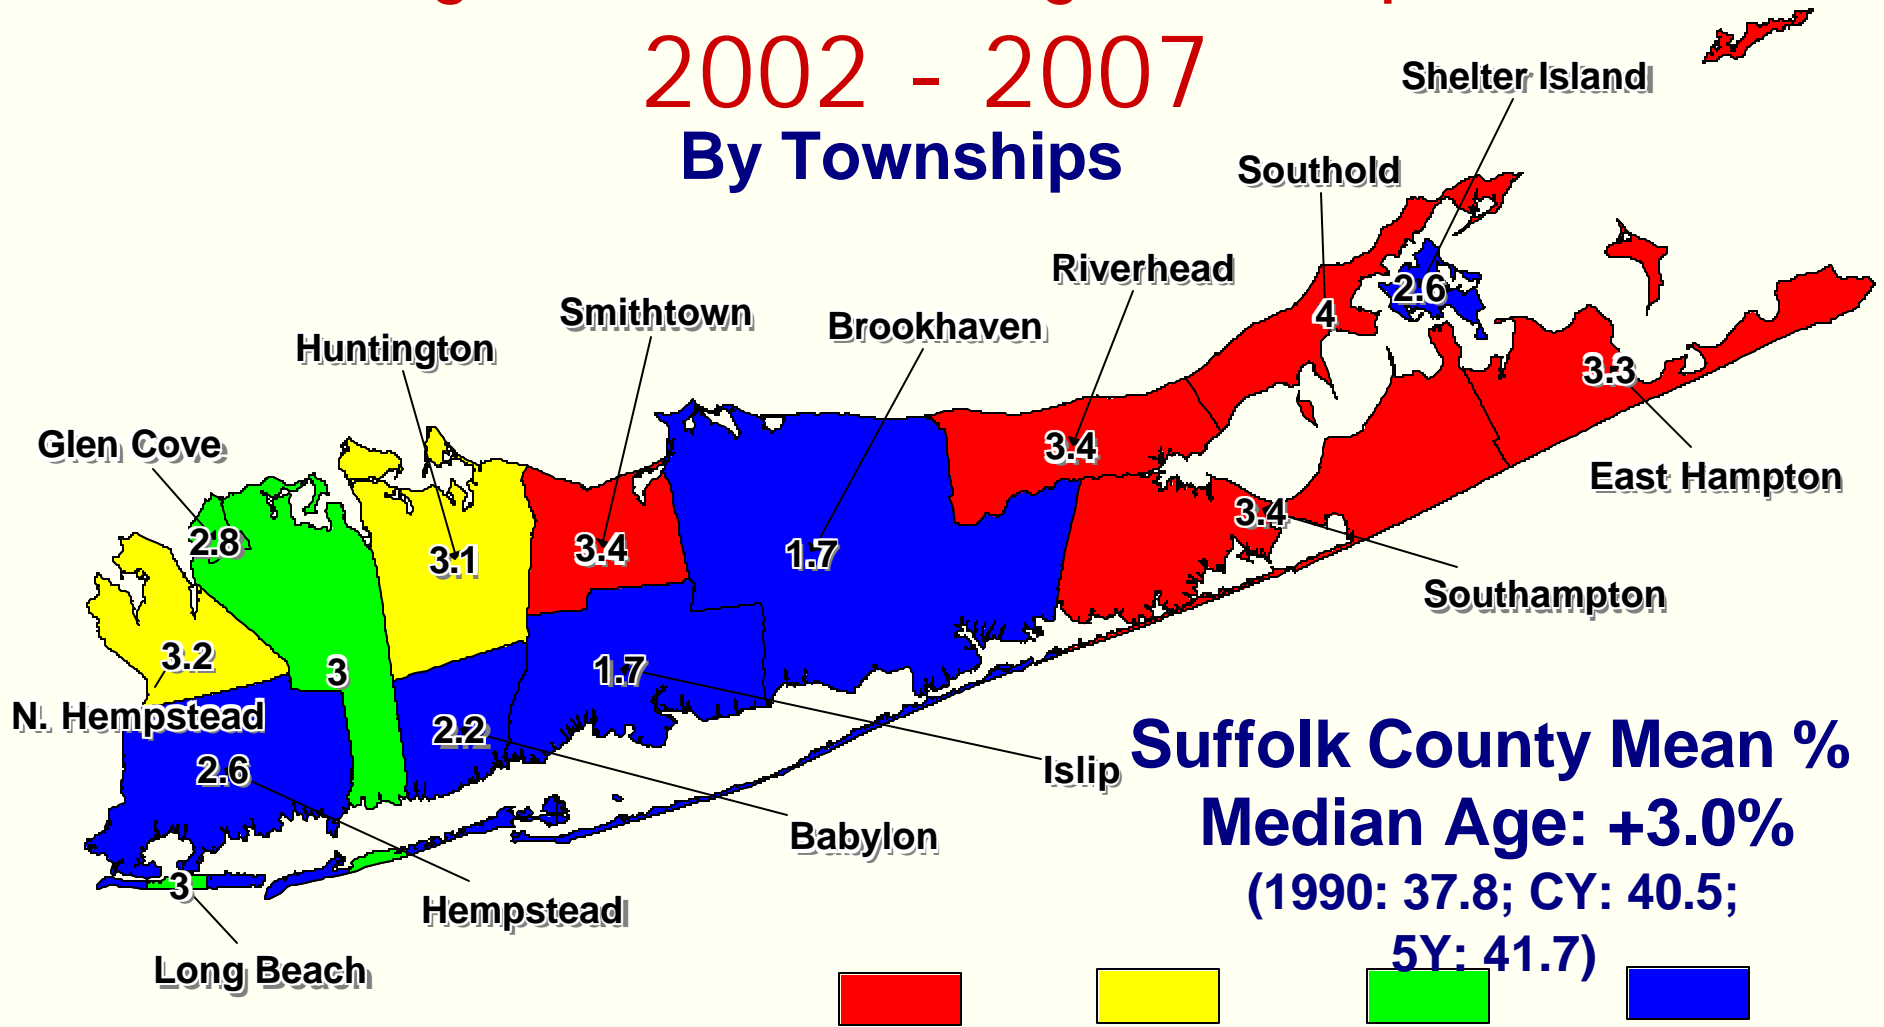 2002 - 2007
By Townships
Shelter Island
Southold
Riverhead
2.6
Smithtown
4
Brookhaven
Huntington
3.3
Glen Cove
3.4
East Hampton
3.4
2.8
3.1
3.4
1.7
Southampton
3.2
3
1.7
N. Hempstead
2.2
2.6
Islip
Suffolk County Mean %
Median Age: +3.0%
(1990: 37.8; CY: 40.5;
5Y: 41.7)
Babylon
3
Hempstead
Long Beach